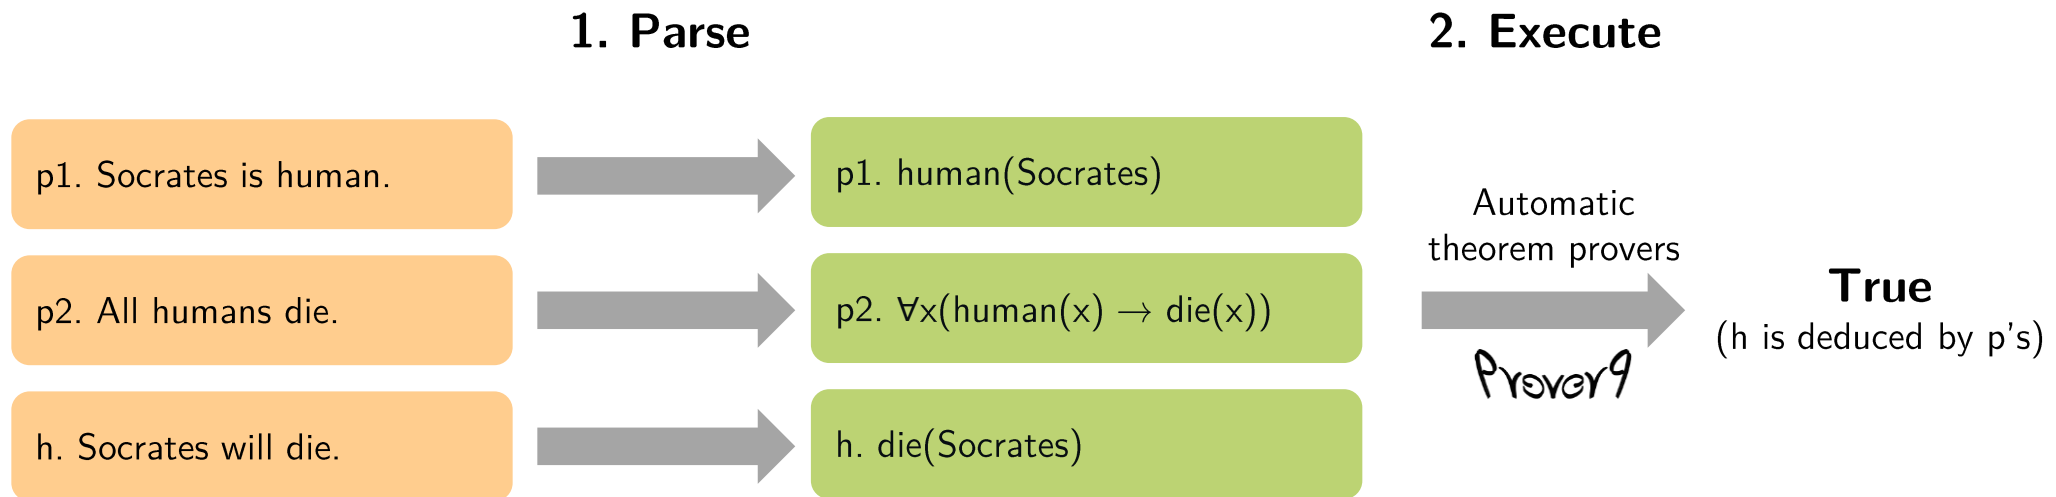 1. Parse
2. Execute
p1. Socrates is human.
p1. human(Socrates)
p2. All humans die.
p2. ∀x(human(x) → die(x))
h. Socrates will die.
h. die(Socrates)
Automatic
theorem provers
Prover9
True
(h is deduced by p's)